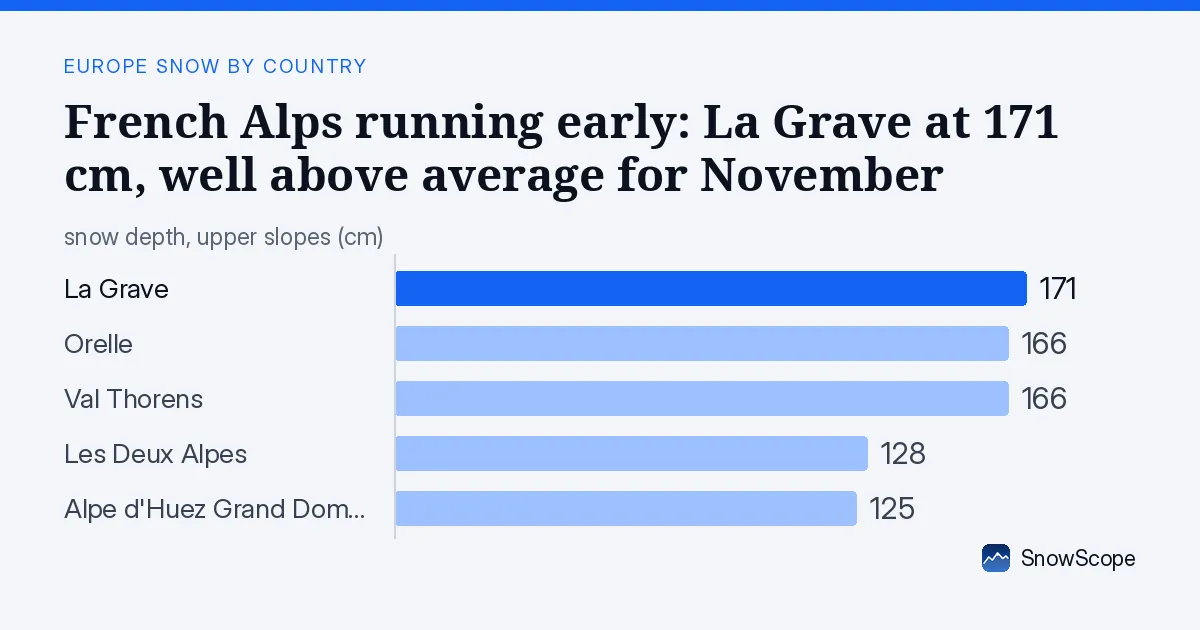 EUROPE SNOW BY COUNTRY
French Alps running early: La Grave at 171
cm, well above average for November
snow depth, upper slopes (cm)
La Grave 171
Orelle 166
Val Thorens 166
Les Deux Alpes 128
Alpe d'Huez Grand Dom... 125
SnowScope